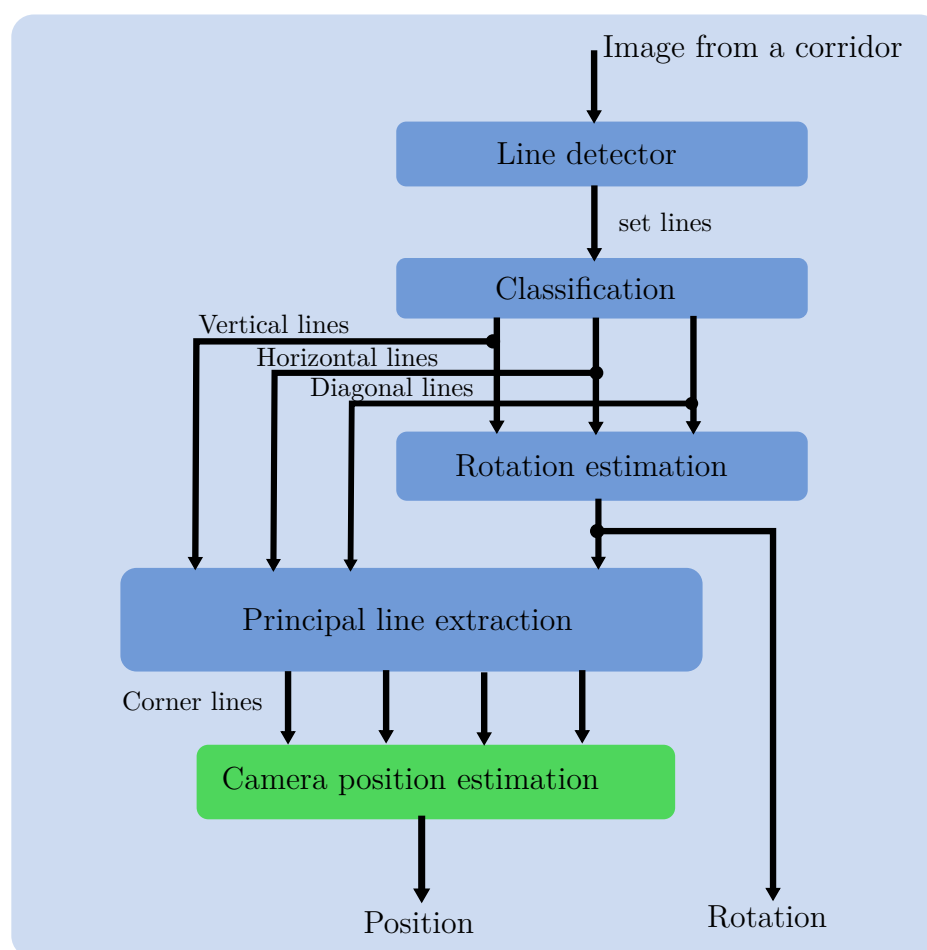 Image from a corridor
Line detector
set lines
Classification
Vertical lines
Horizontal lines
Diagonal lines
Rotation estimation
Principal line extraction
Corner lines
Camera position estimation
Position
Rotation